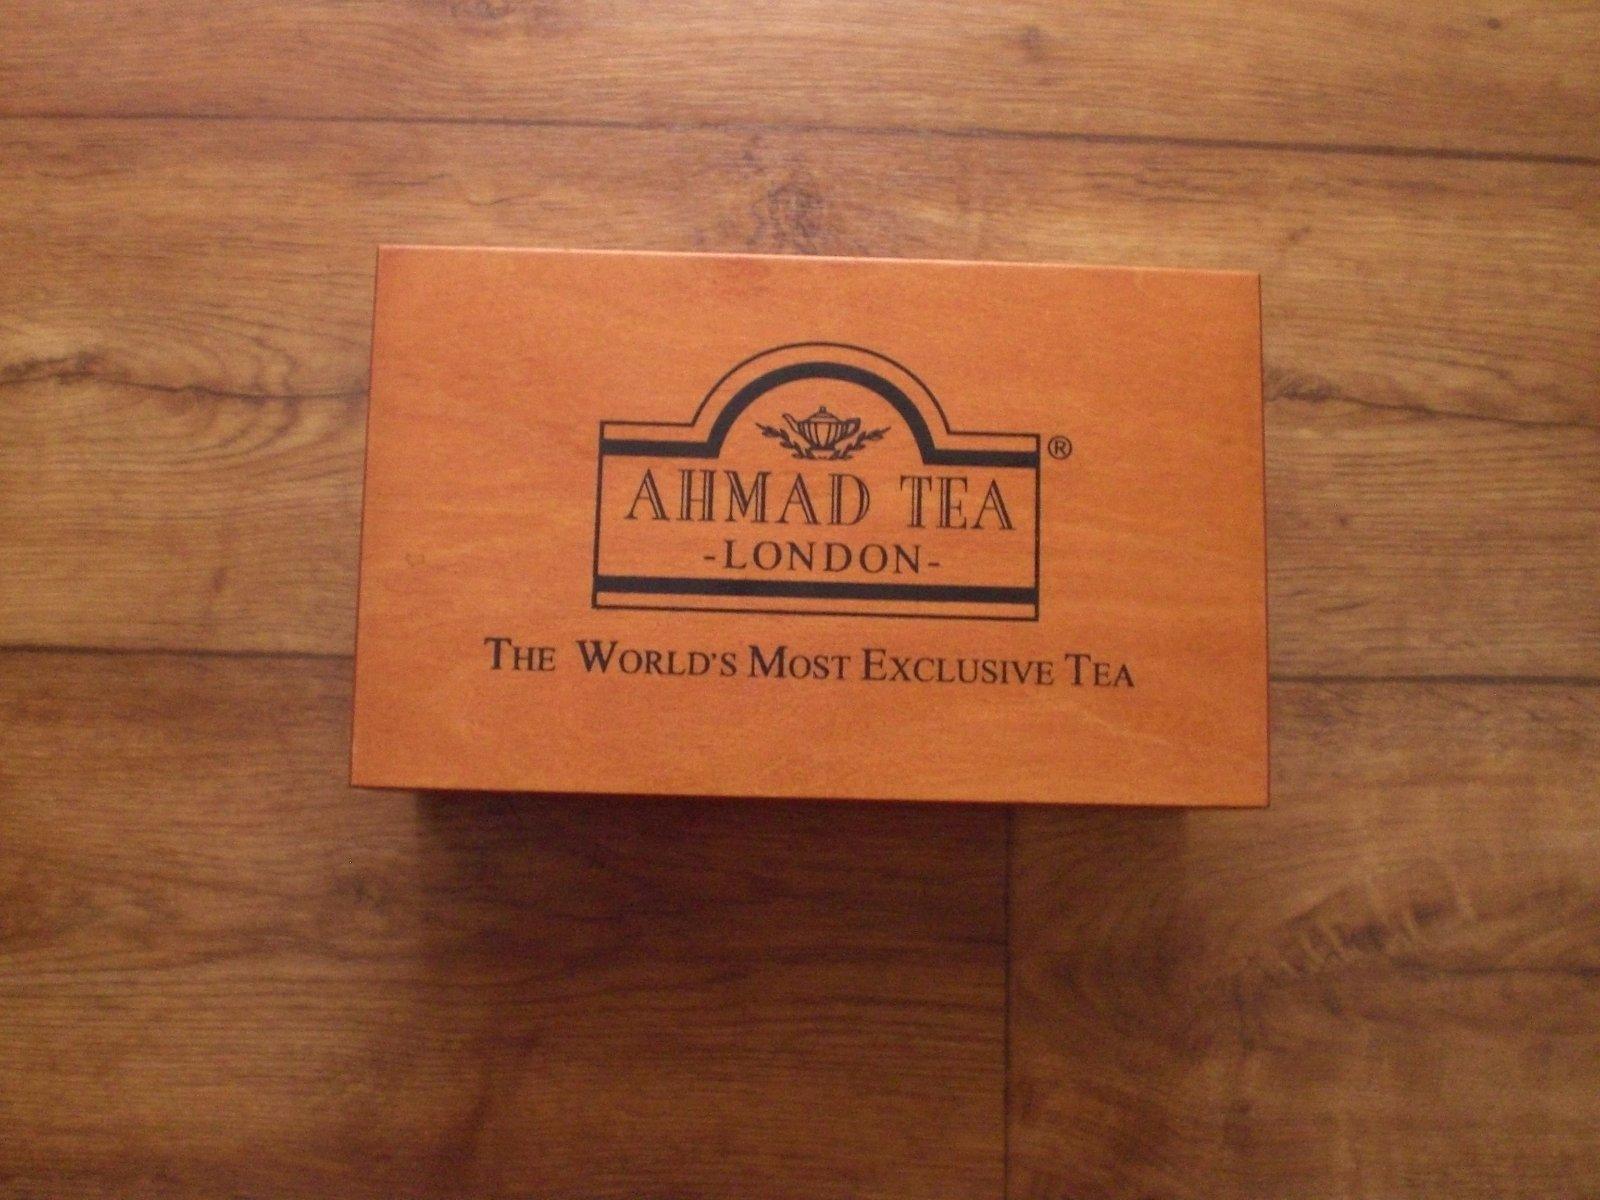 AHMAD TEA ®
-LONDON-
THE WORLD'S MOST EXCLUSIVE TEA